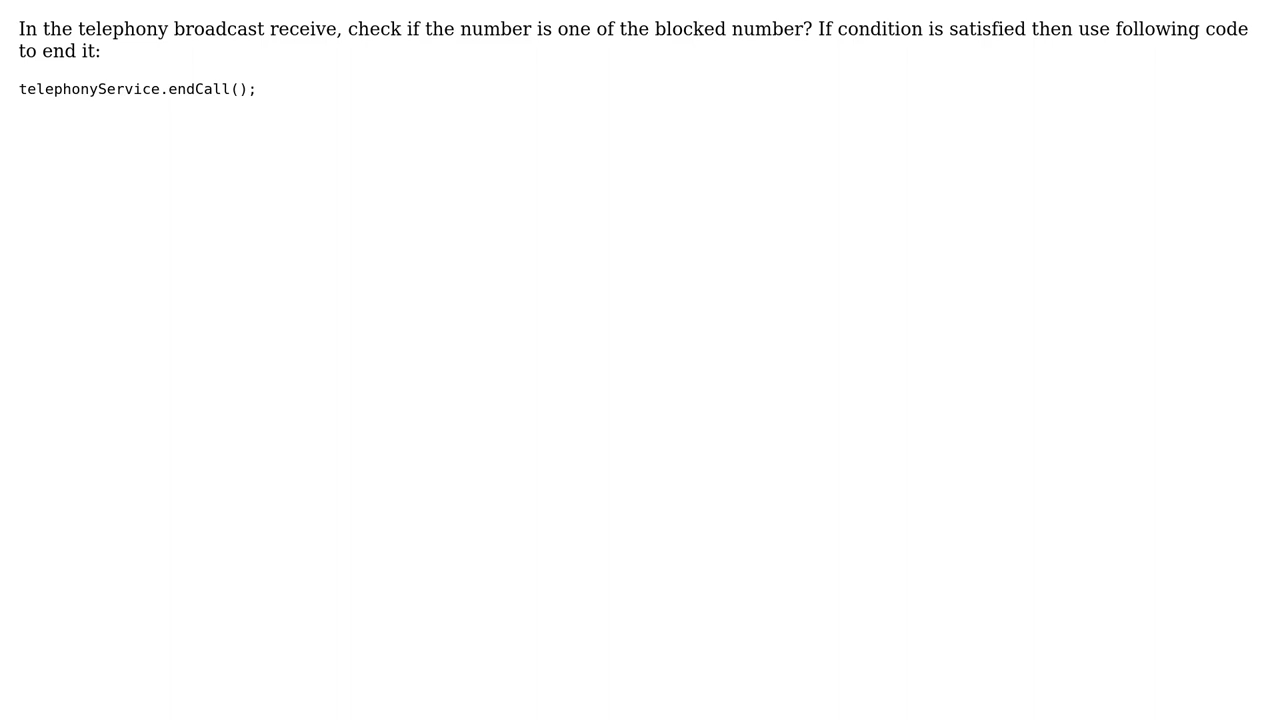 In the telephony broadcast receive, check if the number is one of the blocked number? If condition is satisfied then use following code
to end it:
telephonyService.endCall();